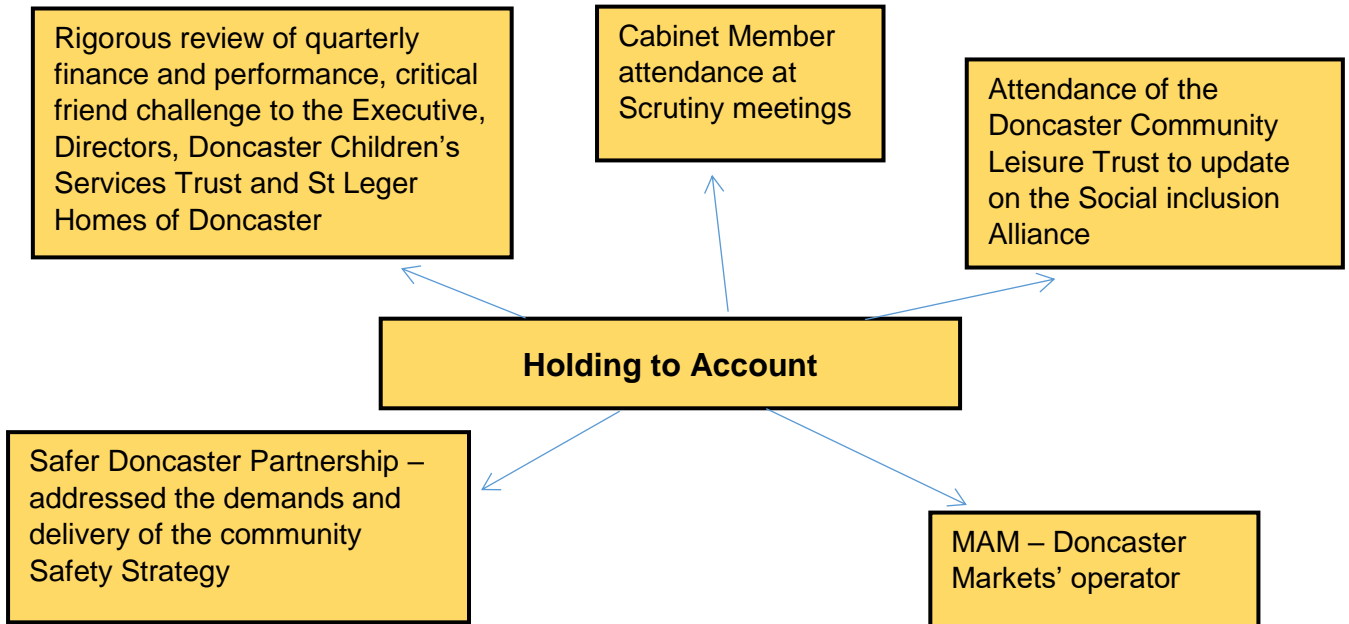 Rigorous review of quarterly
finance and performance, critical
friend challenge to the Executive,
Directors, Doncaster Children's
Services Trust and St Leger
Homes of Doncaster
Cabinet Member
attendance at
Scrutiny meetings
Attendance of the
Doncaster Community
Leisure Trust to update
on the Social inclusion
Alliance
Holding to Account
Safer Doncaster Partnership –
addressed the demands and
delivery of the community
Safety Strategy
MAM – Doncaster
Markets' operator